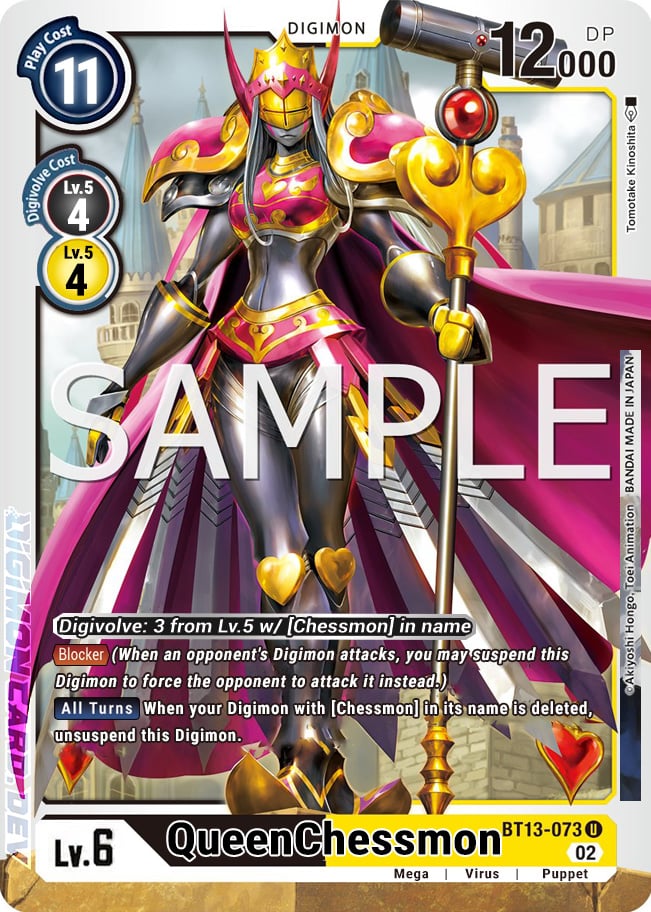 DIGIMON
Play Cost
11
12000
DP
Digivolve Cost
Lv.5
4
Lv.5
4
Tomotake Kinoshita
SAMPLE
©Akiyoshi Hongo, Toei Animation BANDAI MADE IN JAPAN
DIGIMON CARD DEV
Digivolve: 3 from Lv.5 w/ [Chessmon] in name
Blocker (When an opponent's Digimon attacks, you may suspend this
Digimon to force the opponent to attack it instead.)
All Turns When your Digimon with [Chessmon] in its name is deleted,
unsuspend this Digimon.
Lv.6
QueenChessmon
BT13-073 U
02
Mega | Virus | Puppet